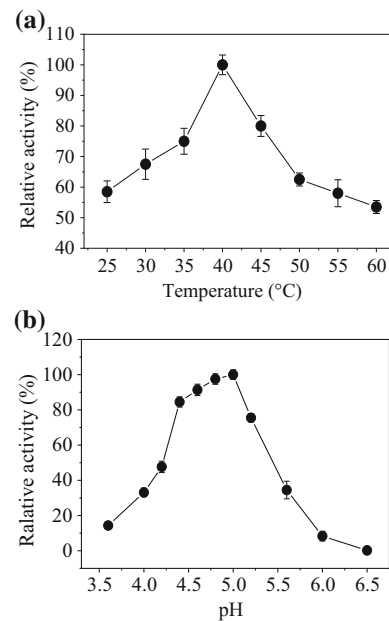 (a)
110
100
90
80
70
60
50
40
Relative activity (%)
25 30 35 40 45 50 55 60
Temperature (°C)
(b)
120
100
80
60
40
20
0
Ralative activity (%)
3.5 4.0 4.5 5.0 5.5 6.0 6.5
pH